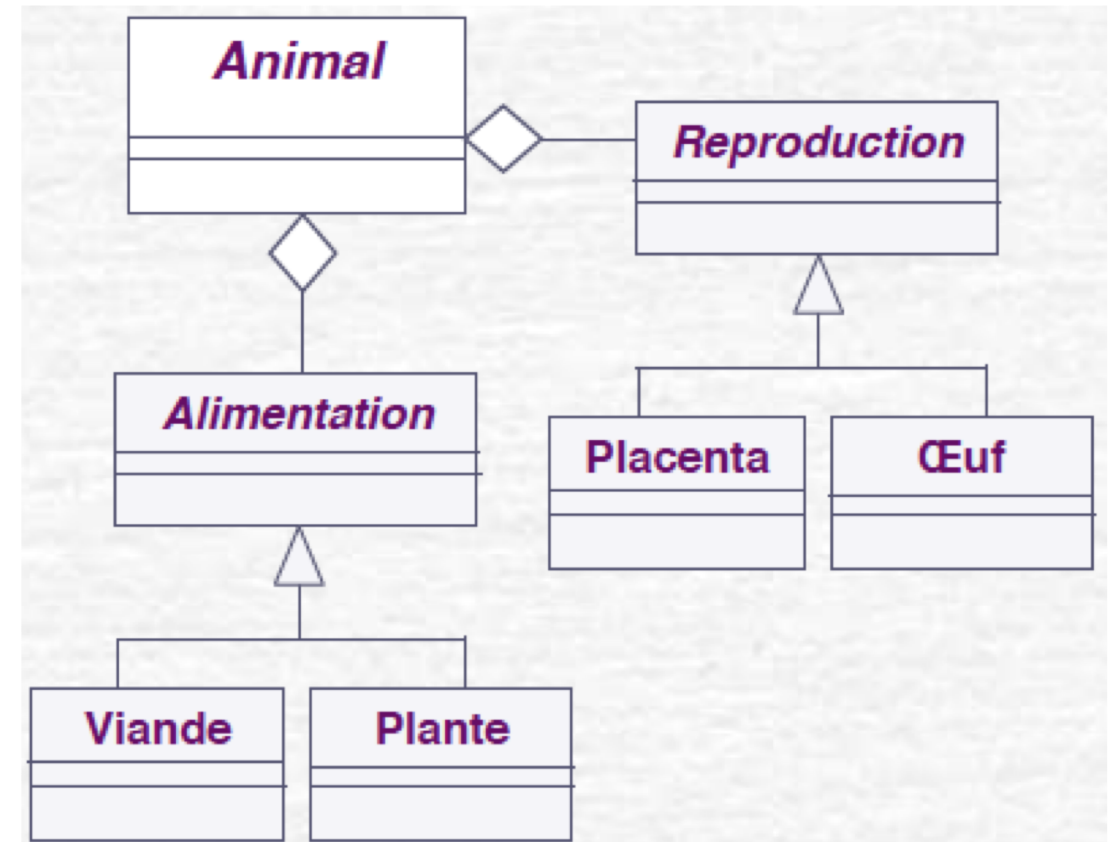 Animal
Reproduction
Alimentation
Placenta
Œuf
Viande
Plante